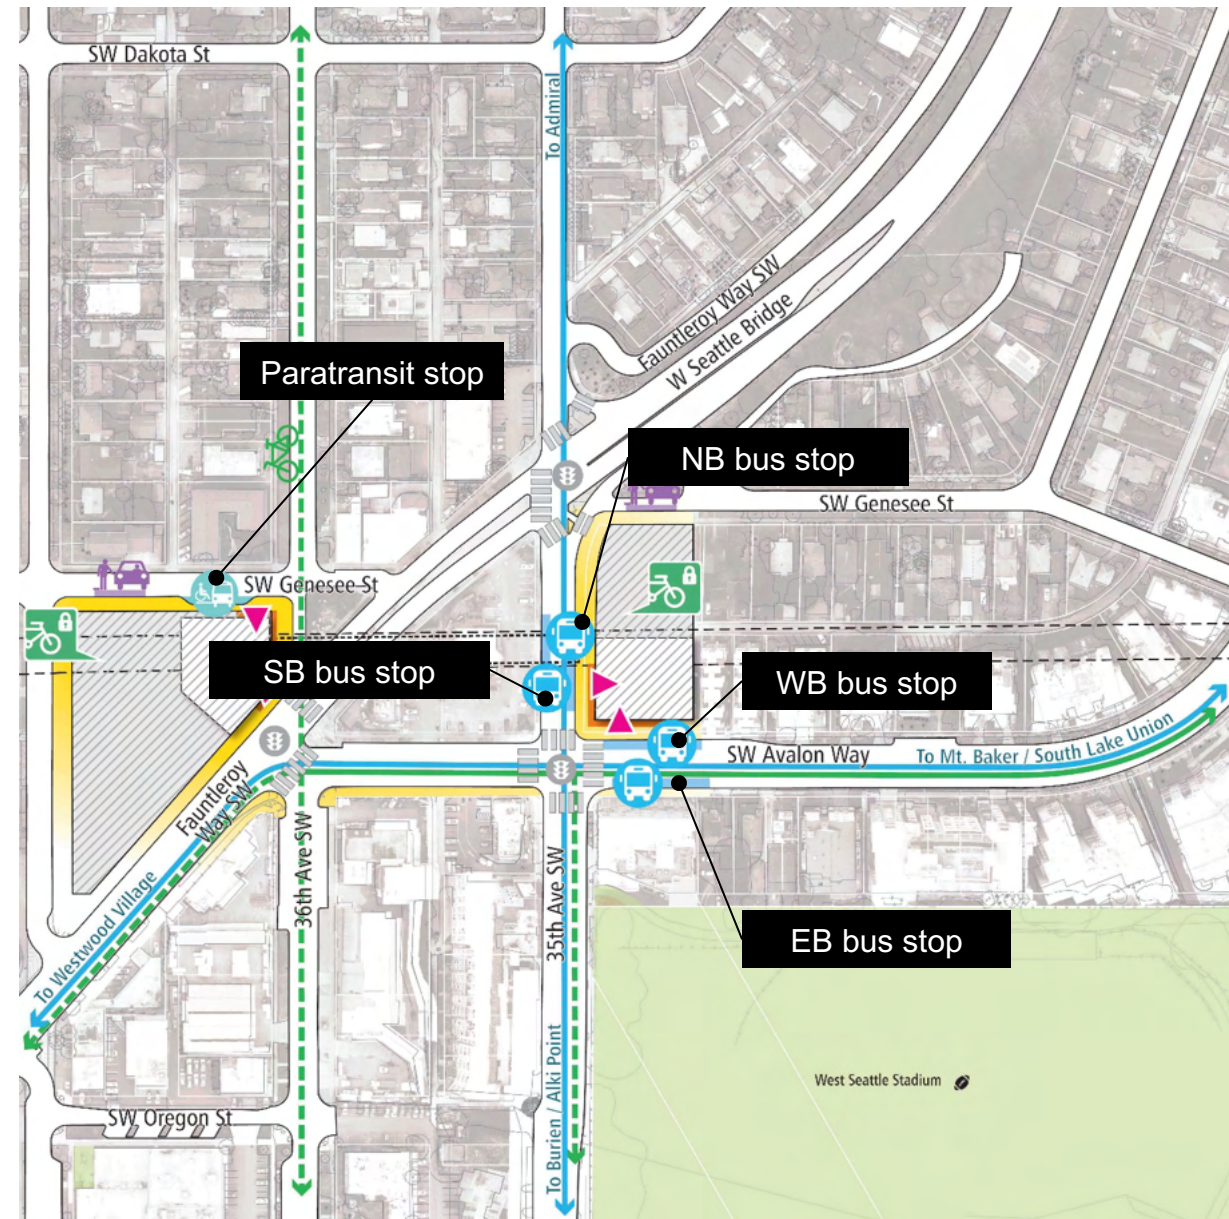 SW Dakota St
To Admiral
Fauntleroy Way SW
W Seattle Bridge
Paratransit stop
NB bus stop
SW Genesee St
SW Genesee St
SB bus stop
WB bus stop
SW Avalon Way
To Mt. Baker / South Lake Union
Fauntleroy
Way SW
36th Ave SW
35th Ave SW
To Westwood Village
EB bus stop
To Burien / Alki Point
West Seattle Stadium
SW Oregon St